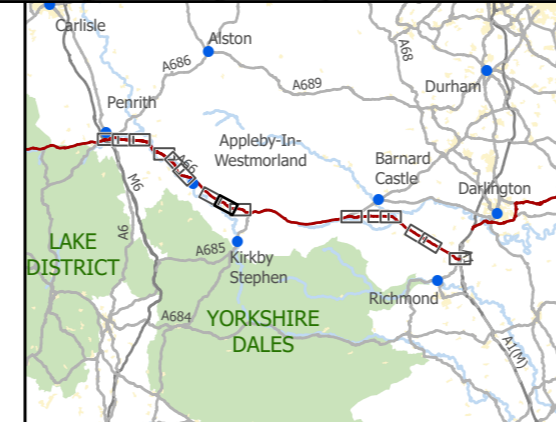 Carlisle
Alston
A68
A686
A689
Durham
Penrith
Appleby-In-
Westmorland
A66
Barnard
Castle
Darlington
M6
A6
LAKE
DISTRICT
A685
Kirkby
Stephen
Richmond
A684
YORKSHIRE
DALES
A1(M)